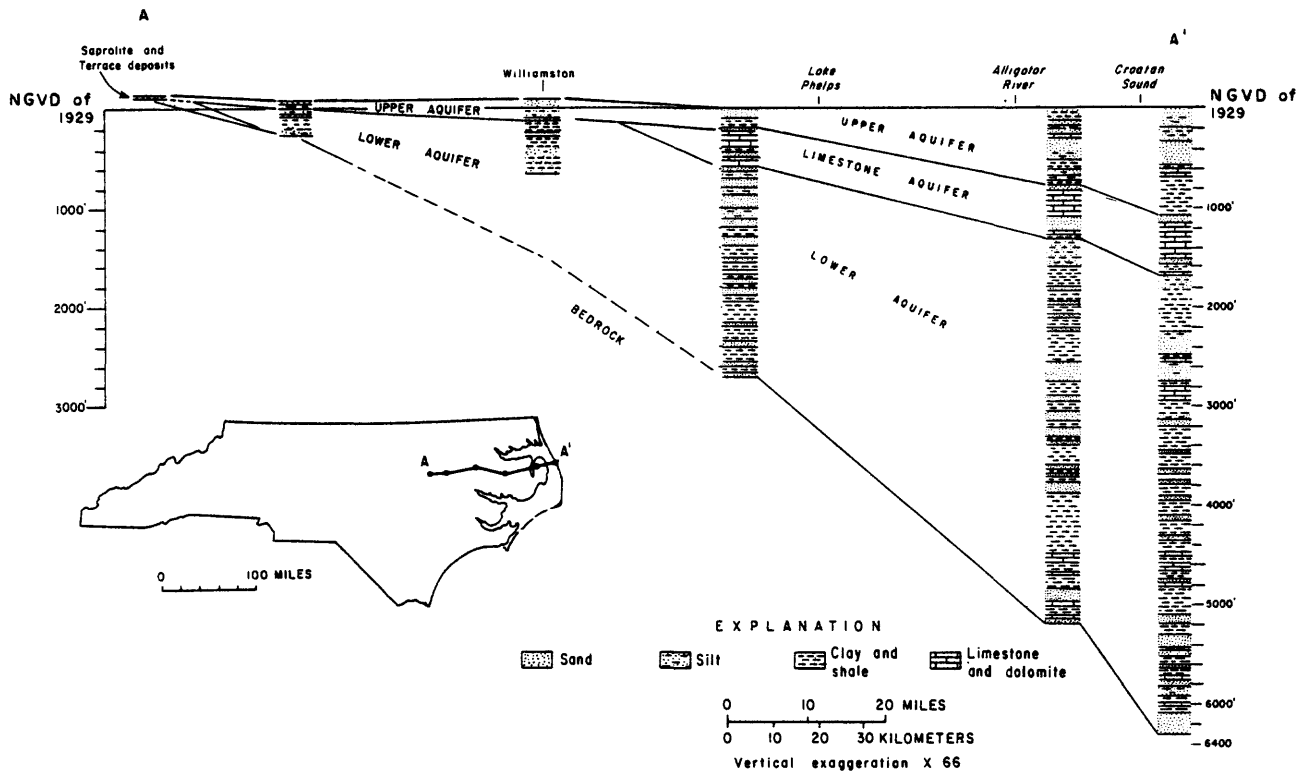 A
A'
Saprolite and
Terrace deposits
Williamston
Lake
Phelps
Alligator
River
Croatan
Sound
NGVD of
1929
NGVD of
1929
UPPER AQUIFER
LOWER AQUIFER
UPPER AQUIFER
LIMESTONE AQUIFER
LOWER AQUIFER
BEDROCK
1000'
2000'
3000'
1000'
2000'
3000'
4000'
5000'
6000'
6400
A
A'
0 100 MILES
EXPLANATION
Sand
Silt
Clay and
shale
Limestone
and dolomite
0 10 20 MILES
0 10 20 30 KILOMETERS
Vertical exaggeration X 66